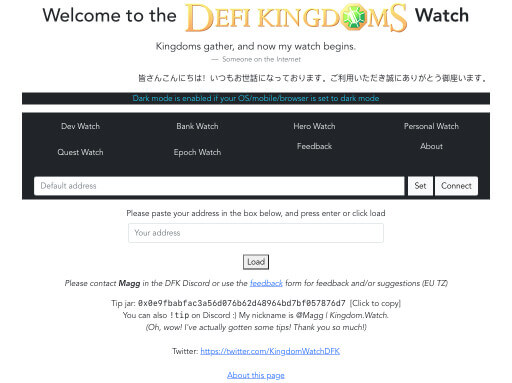 Welcome to the DEFI KINGDOMS Watch
Kingdoms gather, and now my watch begins.
— Someone on the Internet
皆さんこんにちは！いつもお世話になっております。ご利用いただき誠にありがとう御座います。
Dark mode is enabled if your OS/mobile/browser is set to dark mode
Dev Watch Bank Watch Hero Watch Personal Watch
Quest Watch Epoch Watch Feedback About
Default address Set Connect
Please paste your address in the box below, and press enter or click load
Your address
Load
Please contact Magg in the DFK Discord or use the feedback form for feedback and/or suggestions (EU TZ)
Tip jar: 0x0e9fbabfac3a56d076b62d48964bd7bf057876d7 [Click to copy]
You can also !tip on Discord :) My nickname is @Magg | Kingdom.Watch.
(Oh, wow! I've actually gotten some tips! Thank you so much!)
Twitter: https://twitter.com/KingdomWatchDFK
About this page